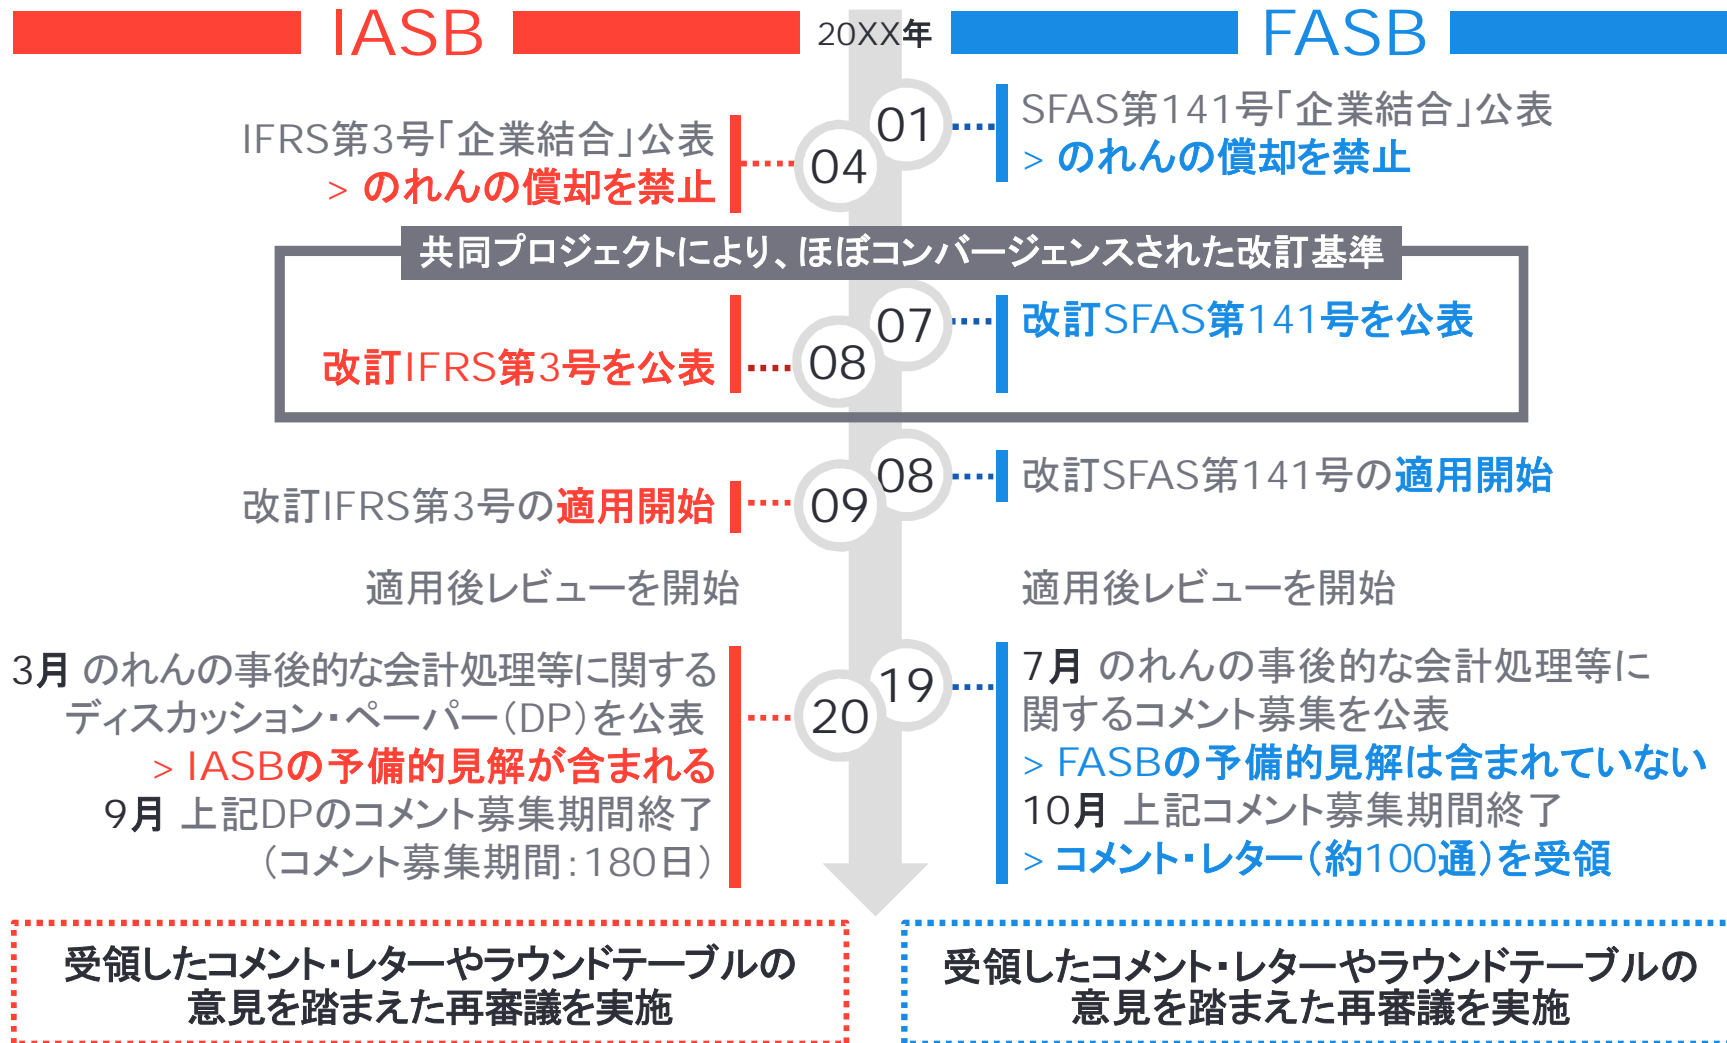 IASB
20XX年
FASB
01
SFAS第141号「企業結合」公表
> のれんの償却を禁止
IFRS第3号「企業結合」公表
> のれんの償却を禁止
04
共同プロジェクトにより、ほぼコンバージェンスされた改訂基準
07
改訂SFAS第141号を公表
改訂IFRS第3号を公表
08
08
改訂SFAS第141号の適用開始
改訂IFRS第3号の適用開始
09
適用後レビューを開始
適用後レビューを開始
3月 のれんの事後的な会計処理等に関する
ディスカッション・ペーパー(DP)を公表
> IASBの予備的見解が含まれる
9月 上記DPのコメント募集期間終了
(コメント募集期間:180日)
20
19
7月 のれんの事後的な会計処理等に
関するコメント募集を公表
> FASBの予備的見解は含まれていない
10月 上記コメント募集期間終了
> コメント・レター(約100通)を受領
受領したコメント・レターやラウンドテーブルの
意見を踏まえた再審議を実施
受領したコメント・レターやラウンドテーブルの
意見を踏まえた再審議を実施